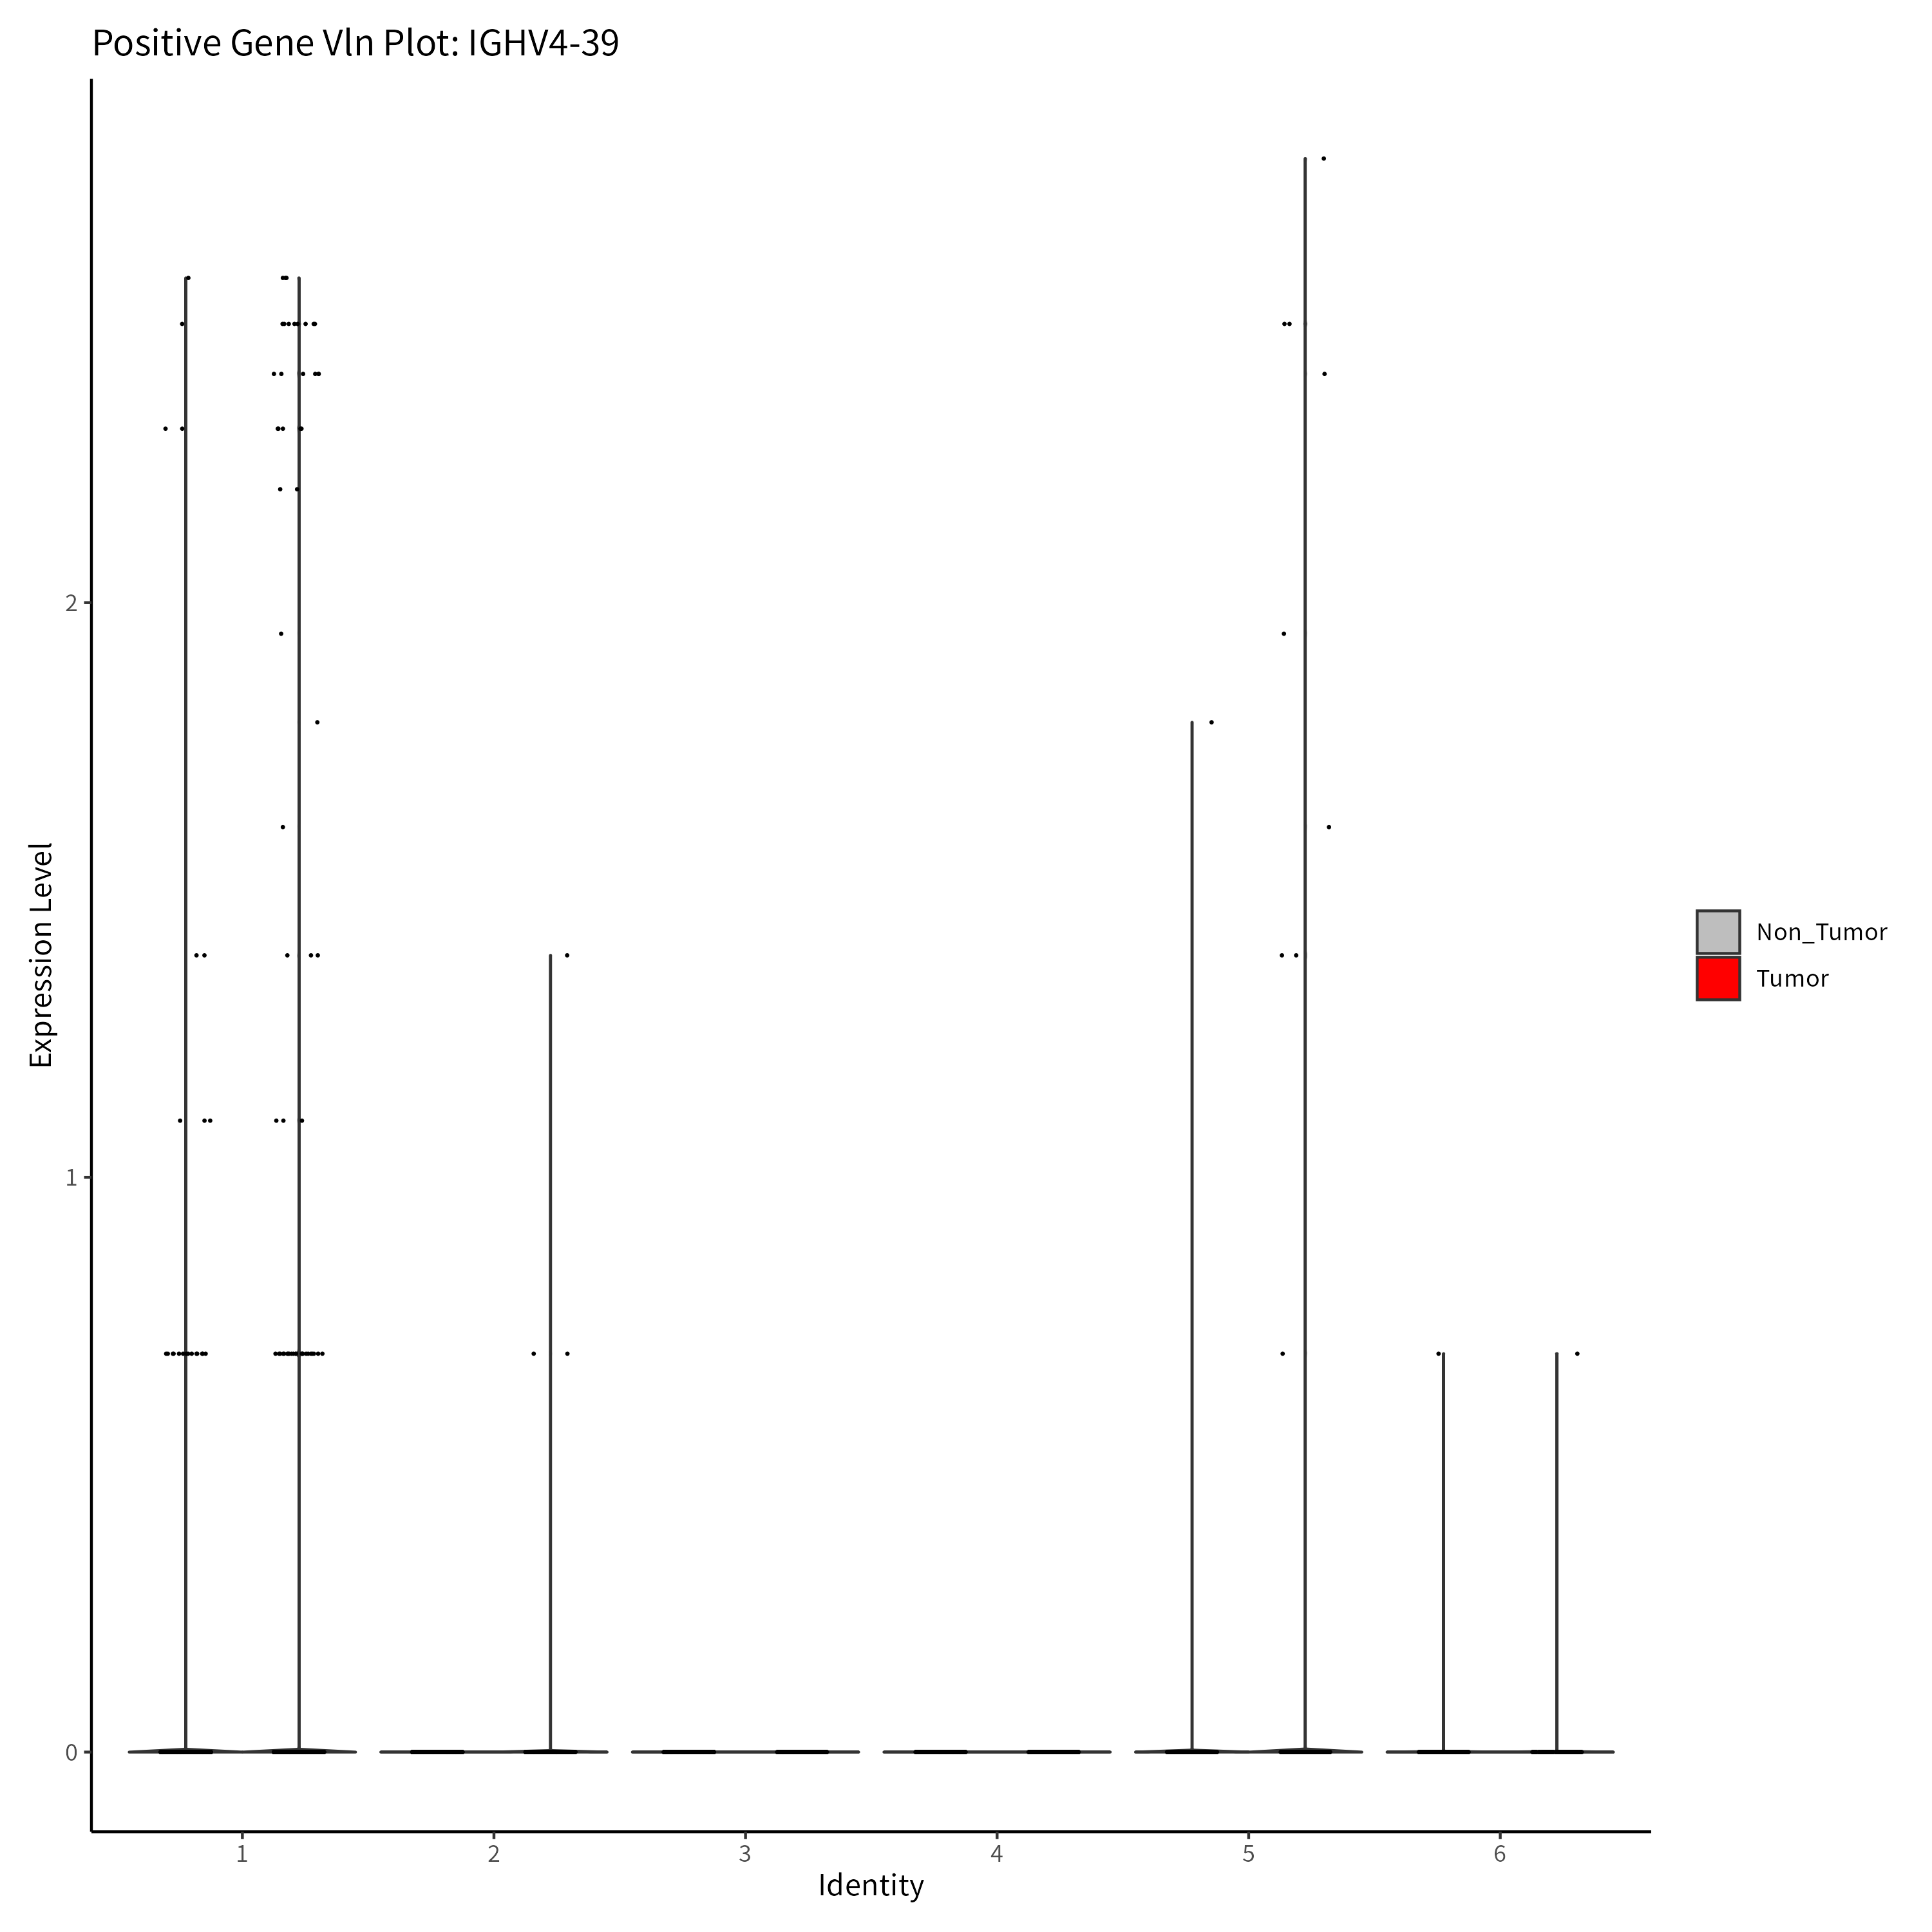 Positive Gene Vln Plot: IGHV4-39
Expression Level
2
1
0
1 2 3 4 5 6
Identity
Non_Tumor
Tumor